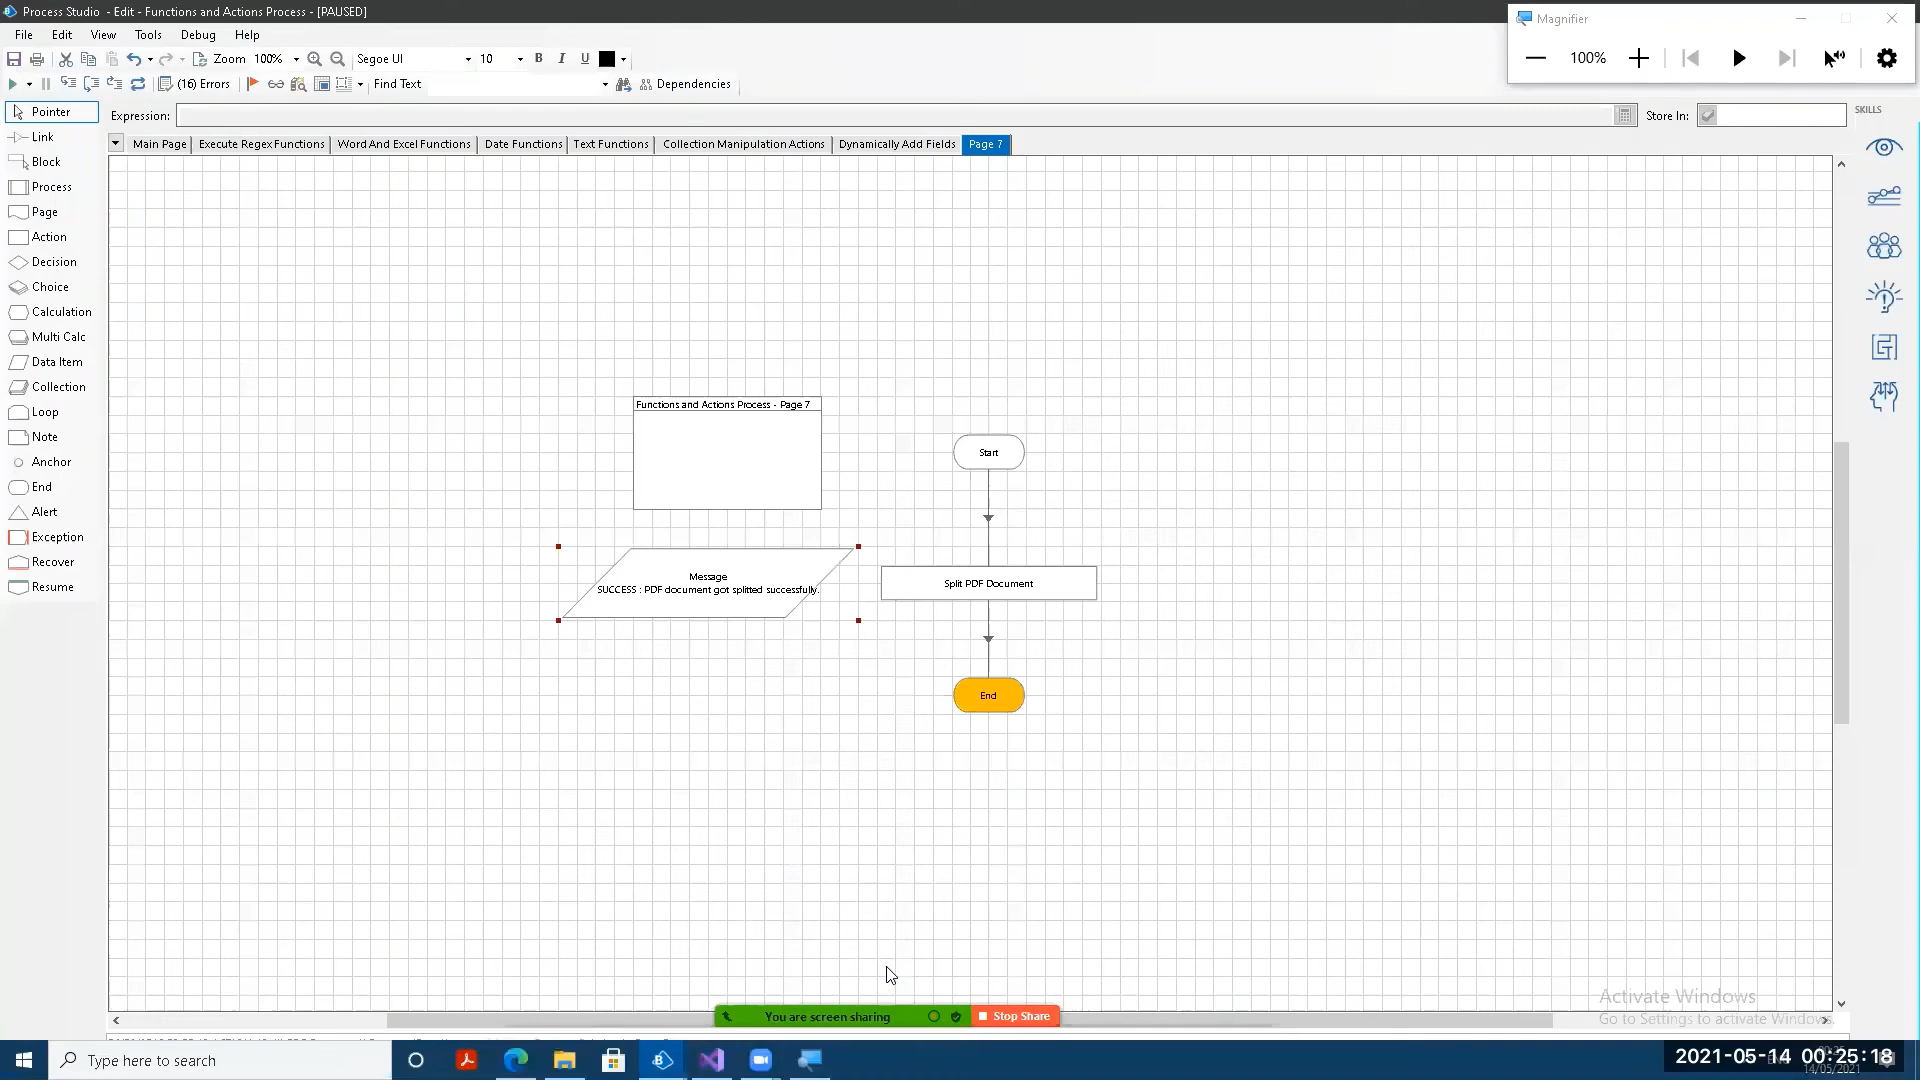 Process Studio - Edit - Functions and Actions Process - [PAUSED]
File Edit View Tools Debug Help
Zoom 100% Segoe UI 10 B I U
(16) Errors Find Text Dependencies
Magnifier
100%
Pointer
Expression: Store In: SKILLS
Link
Main Page Execute Regex Functions Word And Excel Functions Date Functions Text Functions Collection Manipulation Actions Dynamically Add Fields Page 7
Block
Process
Page
Action
Decision
Choice
Calculation
Multi Calc
Data Item
Collection
Loop
Note
Anchor
End
Alert
Exception
Recover
Resume
Functions and Actions Process - Page 7
Start
Message
SUCCESS : PDF document got splitted successfully.
Split PDF Document
End
Activate Windows
Go to Settings to activate Windows.
You are screen sharing Stop Share
Type here to search
2021-05-14 00:25:18
14/05/2021